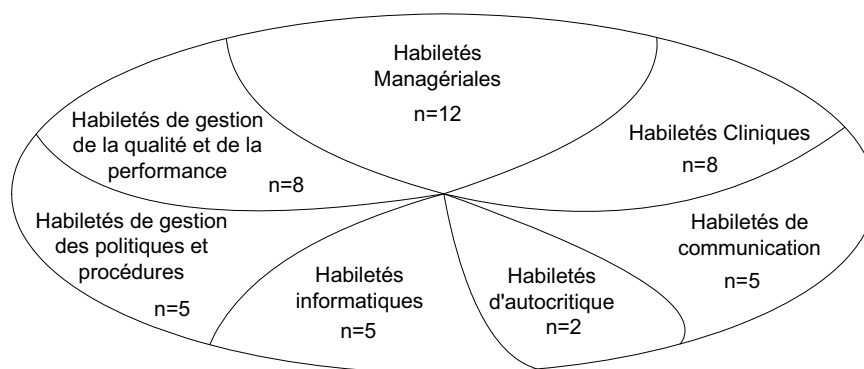 Habiletés
Managériales
n=12
Habiletés de gestion
de la qualité et de la
performance
n=8
Habiletés Cliniques
n=8
Habiletés de gestion
des politiques et
procédures
n=5
Habiletés
informatiques
n=5
Habiletés
d'autocritique
n=2
Habiletés de
communication
n=5